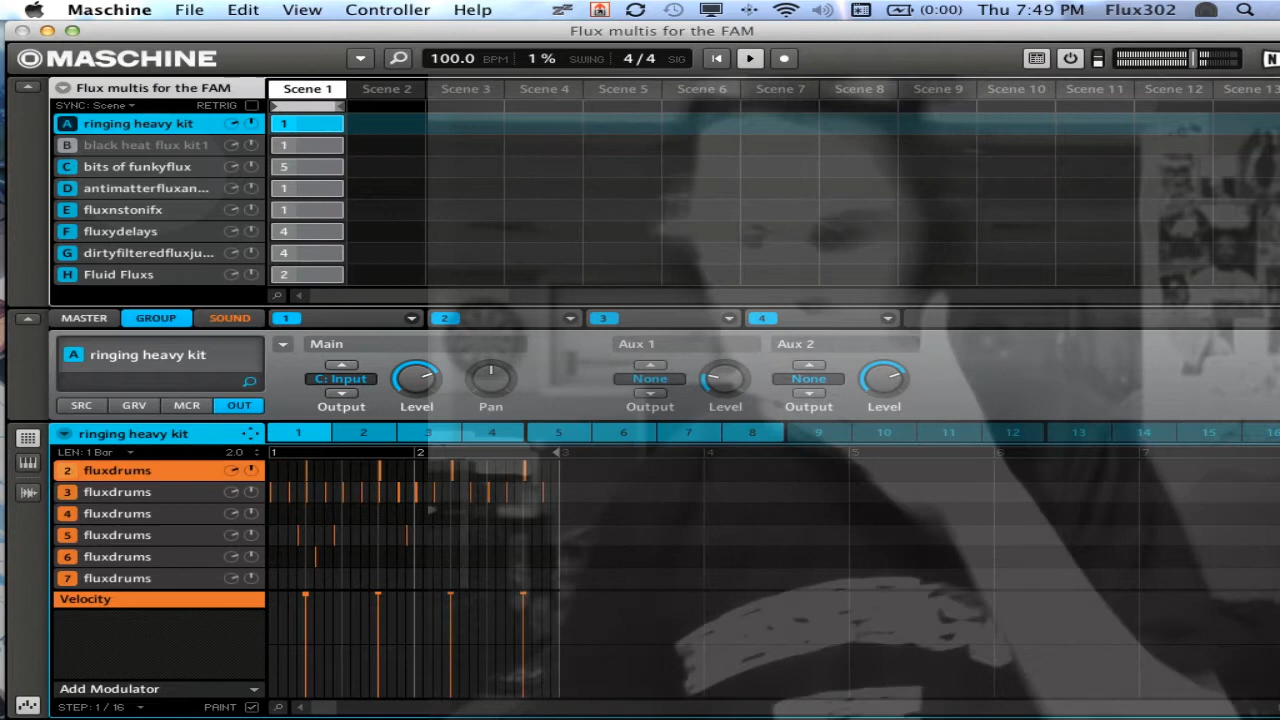 Maschine File Edit View Controller Help (0:00) Thu 7:49 PM Flux302
Flux multis for the FAM
MASCHINE 100.0 BPM 1 % SWING 4/4 SIG N
Flux multis for the FAM Scene 1 Scene 2 Scene 3 Scene 4 Scene 5 Scene 6 Scene 7 Scene 8 Scene 9 Scene 10 Scene 11 Scene 12 Scene 13
SYNC: Scene RETRIG
A ringing heavy kit 1
B black heat flux kit1 1
C bits of funkyflux 5
D antimatterfluxan... 1
E fluxnstonifx 1
F fluxydelays 4
G dirtyfilteredfluxju... 4
H Fluid Fluxs 2
MASTER GROUP SOUND 1 2 3 4
A ringing heavy kit Main Aux 1 Aux 2
C: Input None None
SRC GRV MCR OUT Output Level Pan Output Level Output Level
ringing heavy kit 1 2 3 4 5 6 7 8 9 10 11 12 13 14 15 16
LEN: 1 Bar 2.0 1 2 3 4 5 6 7
2 fluxdrums
3 fluxdrums
4 fluxdrums
5 fluxdrums
6 fluxdrums
7 fluxdrums
Velocity
Add Modulator
STEP: 1 / 16 PAINT